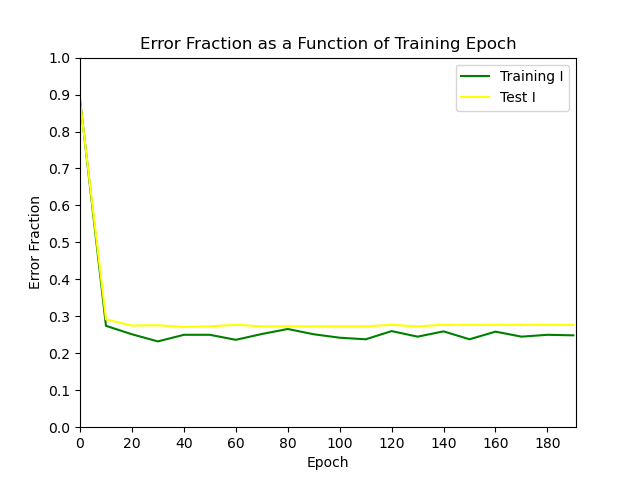 Error Fraction as a Function of Training Epoch
1.0
0.9
0.8
0.7
0.6
0.5
0.4
0.3
0.2
0.1
0.0
Error Fraction
Training I
Test I
0 20 40 60 80 100 120 140 160 180
Epoch